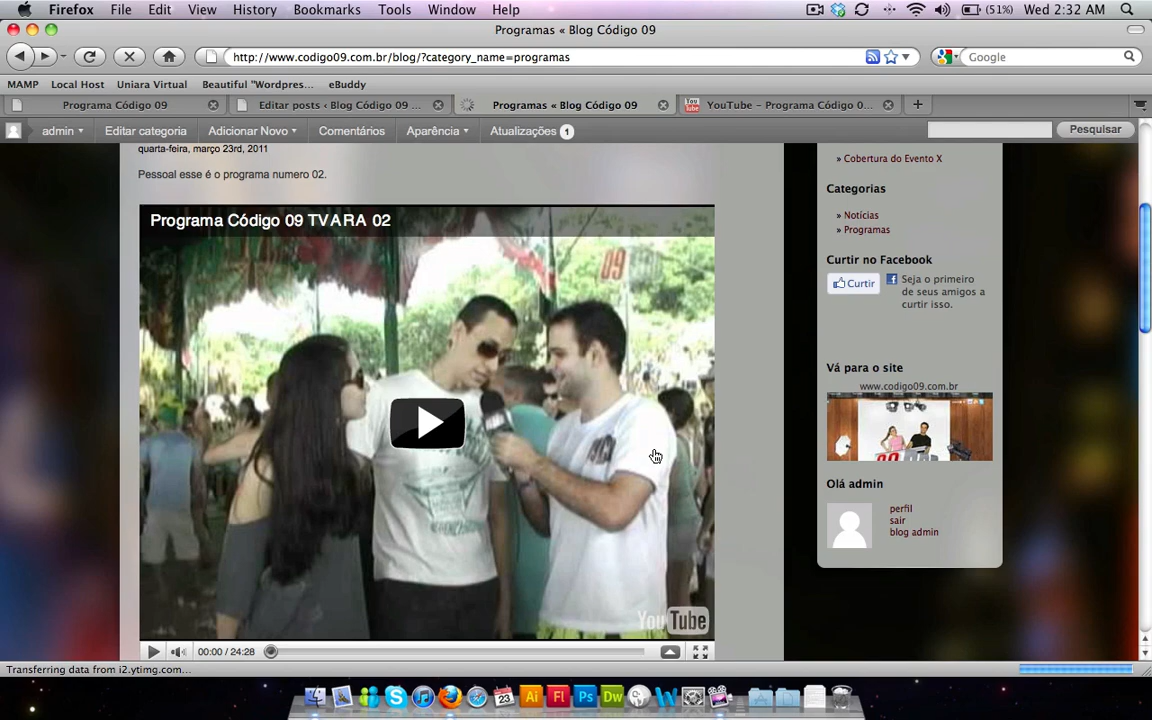 Firefox File Edit View History Bookmarks Tools Window Help (51%) Wed 2:32 AM
Programas « Blog Código 09
http://www.codigo09.com.br/blog/?category_name=programas Google
MAMP Local Host Uniara Virtual Beautiful "Wordpres... eBuddy
Programa Código 09 Editar posts ‹ Blog Código 09 ... Programas « Blog Código 09 YouTube - Programa Código 0...
admin Editar categoria Adicionar Novo Comentários Aparência Atualizações 1 Pesquisar
quarta-feira, março 23rd, 2011
Pessoal esse é o programa numero 02.
Programa Código 09 TVARA 02
09
YouTube
00:00 / 24:28
» Cobertura do Evento X
Categorias
» Notícias
» Programas
Curtir no Facebook
Curtir
Seja o primeiro
de seus amigos a
curtir isso.
Vá para o site
www.codigo09.com.br
Olá admin
perfil
sair
blog admin
Transferring data from i2.ytimg.com...
23 Ai Fl Ps Dw W